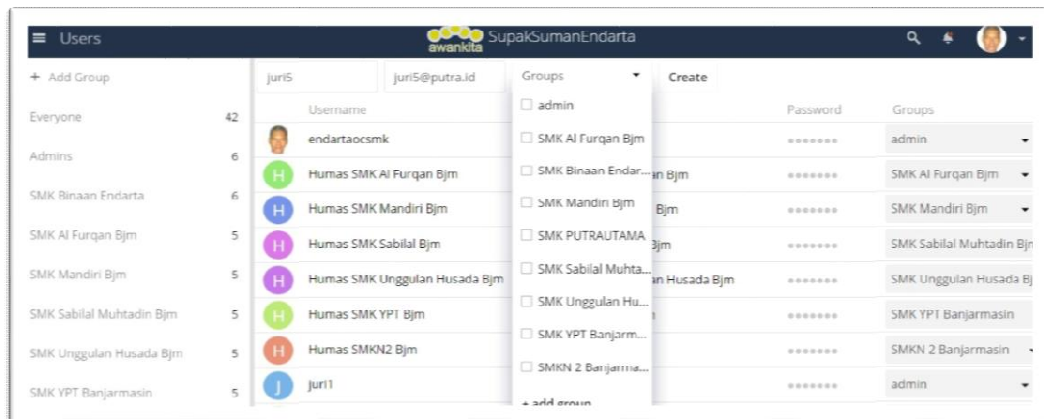 Users
awankita SupakSumanEndarta
+ Add Group
Everyone 42
Admins 6
SMK Binaan Endarta 6
SMK Al Furqan Bjm 5
SMK Mandiri Bjm 5
SMK Sabilal Muhtadin Bjm 5
SMK Unggulan Husada Bjm 5
SMK YPT Banjarmasin 5
juri5 juri5@putra.id Groups Create
Username Password Groups
endartaocsmk admin
Humas SMK Al Furqan Bjm an Bjm SMK Al Furqan Bjm
Humas SMK Mandiri Bjm Bjm SMK Mandiri Bjm
Humas SMK Sabilal Bjm Bjm SMK Sabilal Muhtadin Bjm
Humas SMK Unggulan Husada Bjm an Husada Bjm SMK Unggulan Husada Bj
Humas SMK YPT Bjm SMK YPT Banjarmasin
Humas SMKN2 Bjm SMKN 2 Banjarmasin
juri1 admin
admin
SMK Al Furqan Bjm
SMK Binaan Endar...
SMK Mandiri Bjm
SMK PUTRAUTAMA
SMK Sabilal Muhta...
SMK Unggulan Hu...
SMK YPT Banjarm...
SMKN 2 Banjarma...
+ add group
H
H
H
H
H
H
J